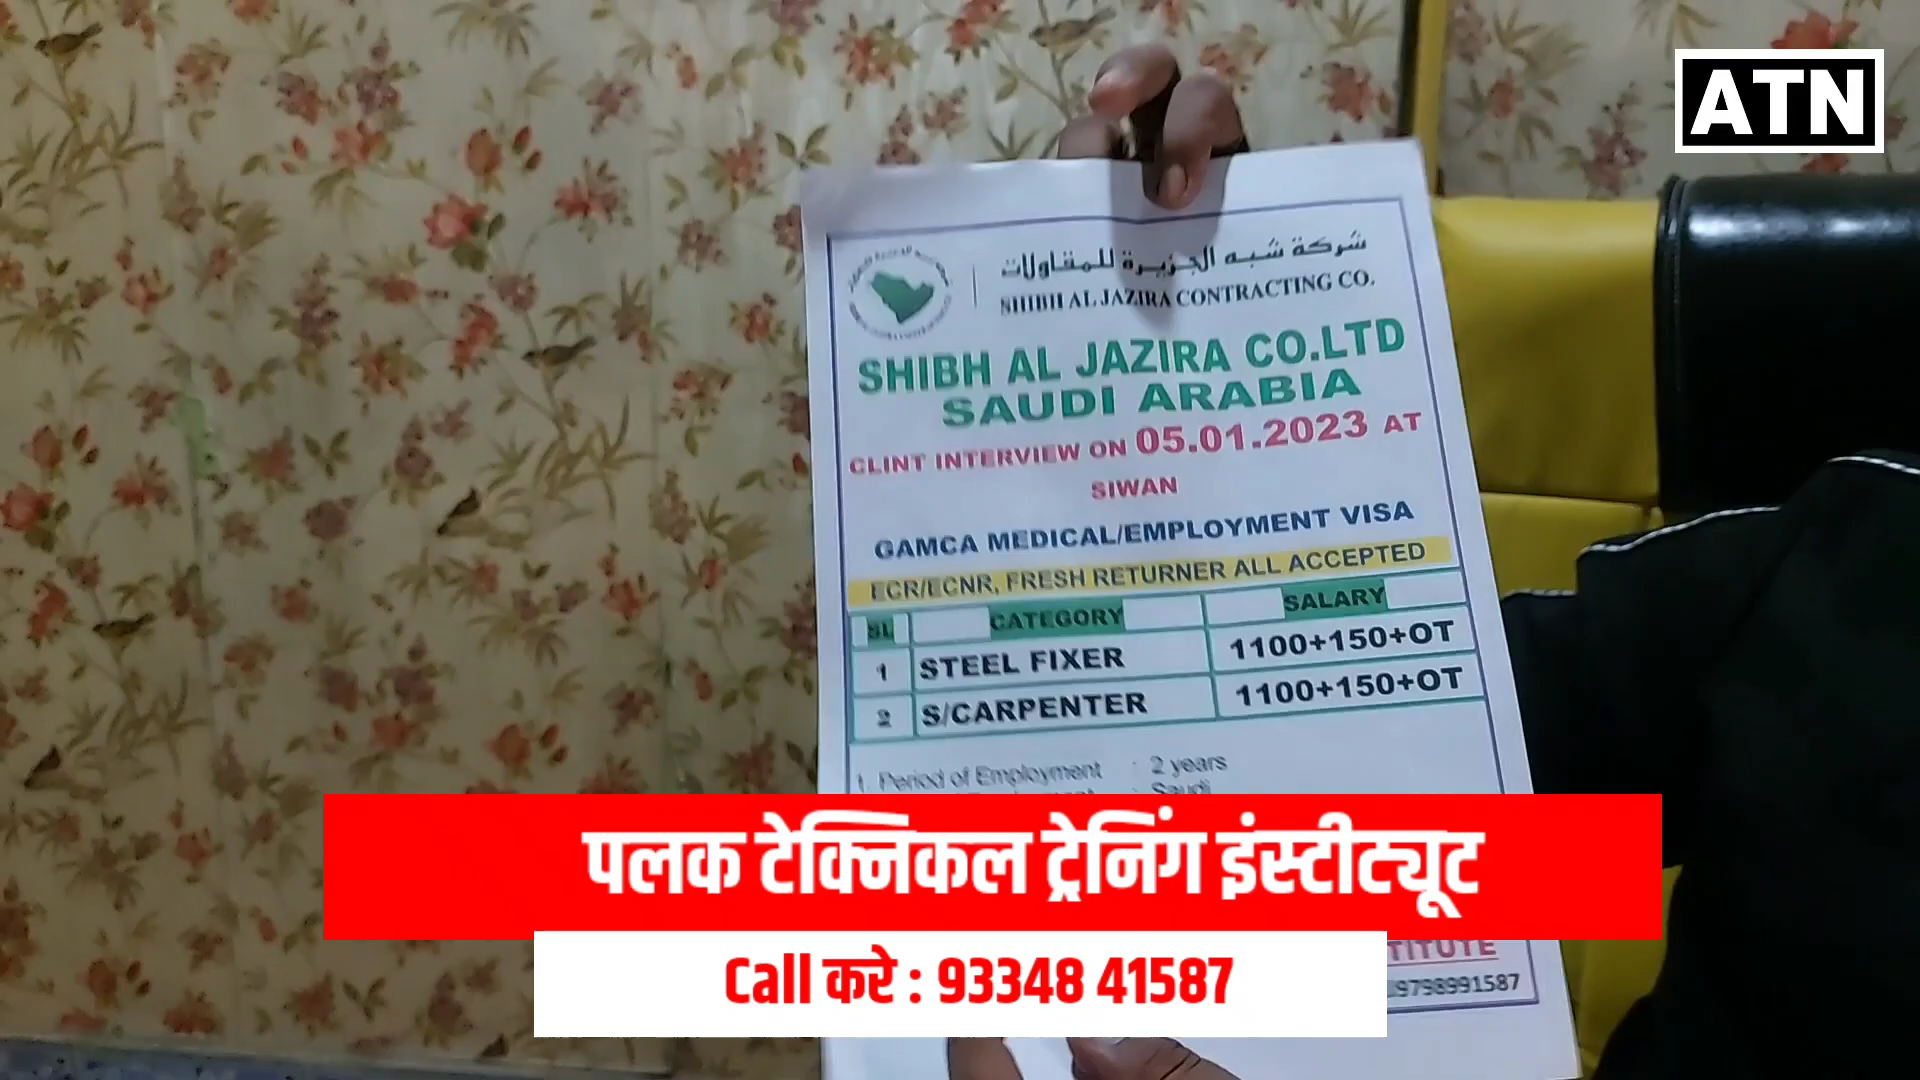 ATN
شركة شبه الجزيرة للمقاولات
SHIBH AL JAZIRA CONTRACTING CO.
SHIBH AL JAZIRA CO.LTD
SAUDI ARABIA
CLINT INTERVIEW ON 05.01.2023 AT
SIWAN
GAMCA MEDICAL/EMPLOYMENT VISA
ECR/ECNR, FRESH RETURNER ALL ACCEPTED
SL CATEGORY SALARY
1 STEEL FIXER 1100+150+OT
2 S/CARPENTER 1100+150+OT
1. Period of Employment : 2 years
: Saudi
पलक टेक्निकल ट्रेनिंग इंस्टीट्यूट
TITUTE
Call करे : 93348 41587
9798991587